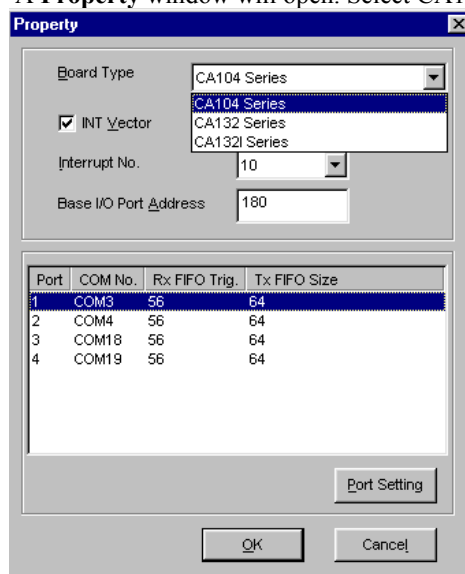 A Property window will open. Select CA1
Property
Board Type CA104 Series
CA104 Series
INT Vector CA132 Series
CA132I Series
Interrupt No. 10
Base I/O Port Address 180
Port COM No. Rx FIFO Trig. Tx FIFO Size
1 COM3 56 64
2 COM4 56 64
3 COM18 56 64
4 COM19 56 64
Port Setting
OK Cancel